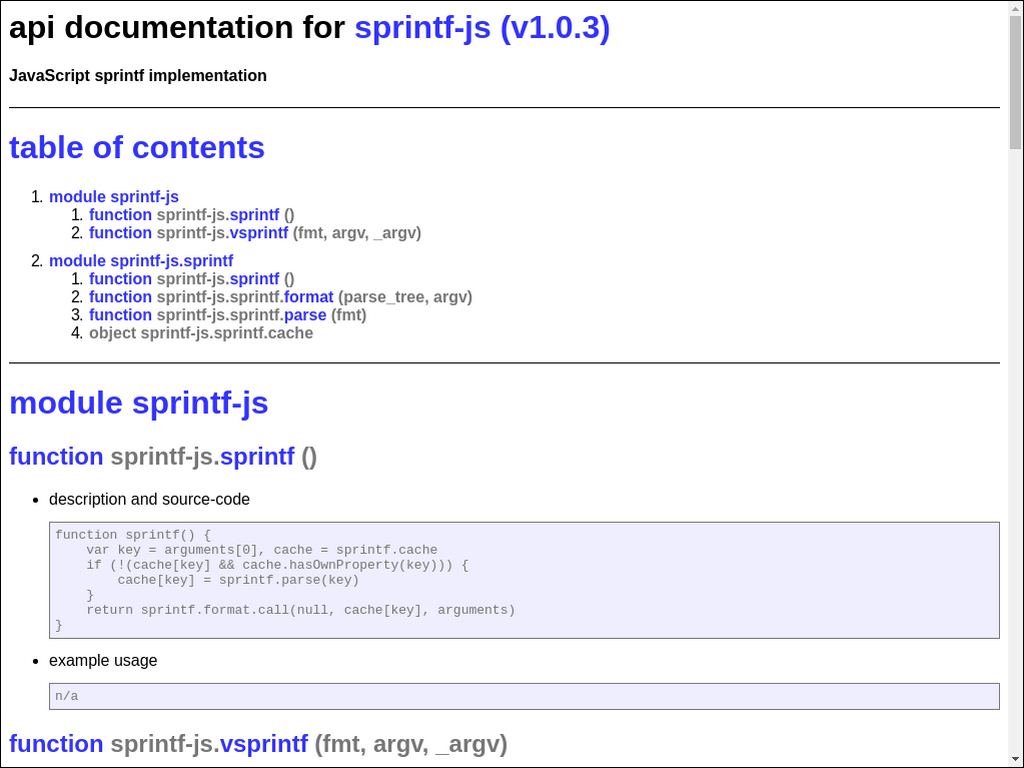 api documentation for sprintf-js (v1.0.3)
JavaScript sprintf implementation
table of contents
1. module sprintf-js
1. function sprintf-js.sprintf ()
2. function sprintf-js.vsprintf (fmt, argv, _argv)
2. module sprintf-js.sprintf
1. function sprintf-js.sprintf ()
2. function sprintf-js.sprintf.format (parse_tree, argv)
3. function sprintf-js.sprintf.parse (fmt)
4. object sprintf-js.sprintf.cache
module sprintf-js
function sprintf-js.sprintf ()
• description and source-code
function sprintf() {
    var key = arguments[0], cache = sprintf.cache
    if (!(cache[key] && cache.hasOwnProperty(key))) {
        cache[key] = sprintf.parse(key)
    }
    return sprintf.format.call(null, cache[key], arguments)
}
• example usage
n/a
function sprintf-js.vsprintf (fmt, argv, _argv)